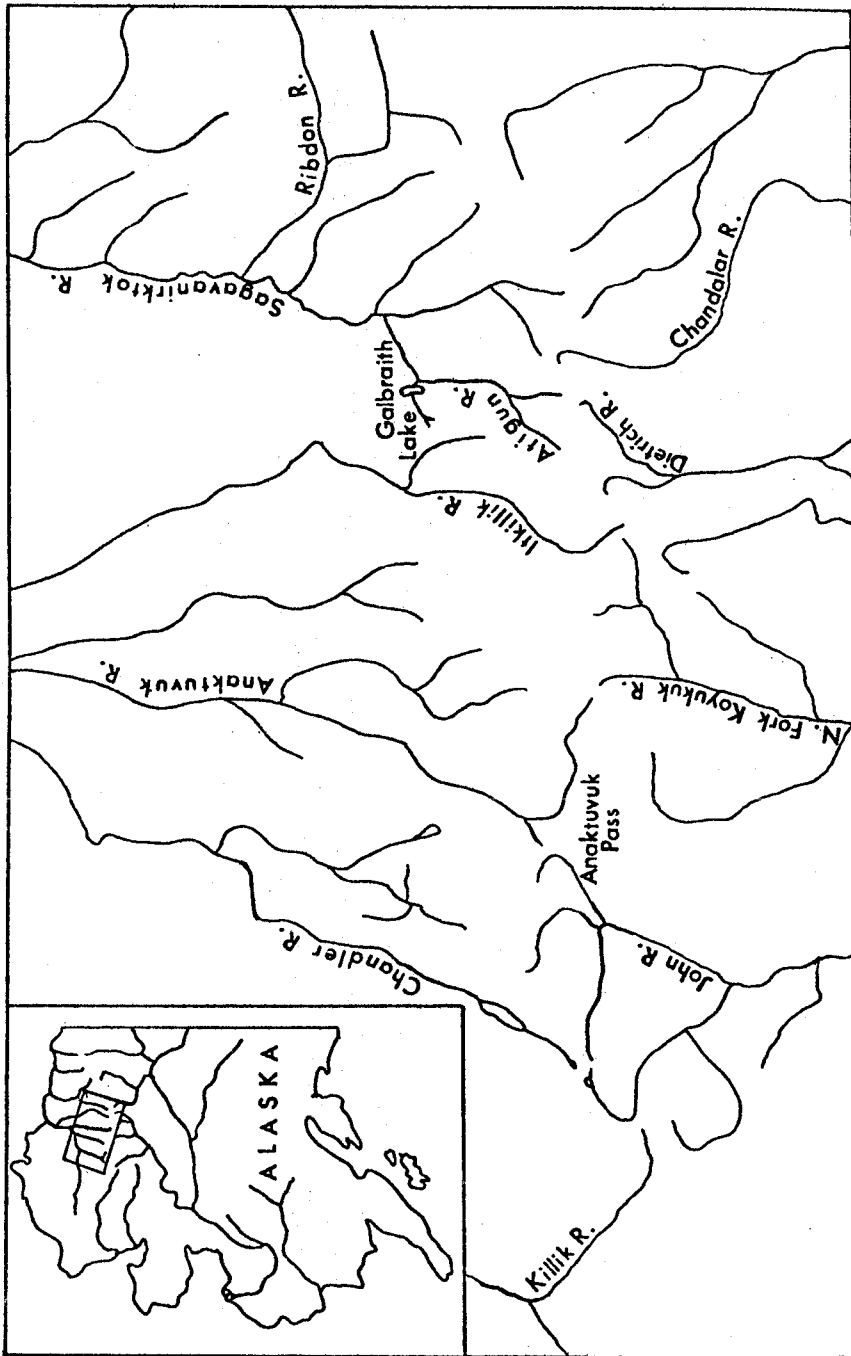 Ribdon R.
Sagavanirktok R.
Chandalar R.
Galbraith
Lake
Atigun R.
Dietrich R.
Itkillik R.
Anaktuvuk R.
N. Fork Koyukuk R.
Anaktuvuk
Pass
Chandler R.
John R.
Killik R.
ALASKA